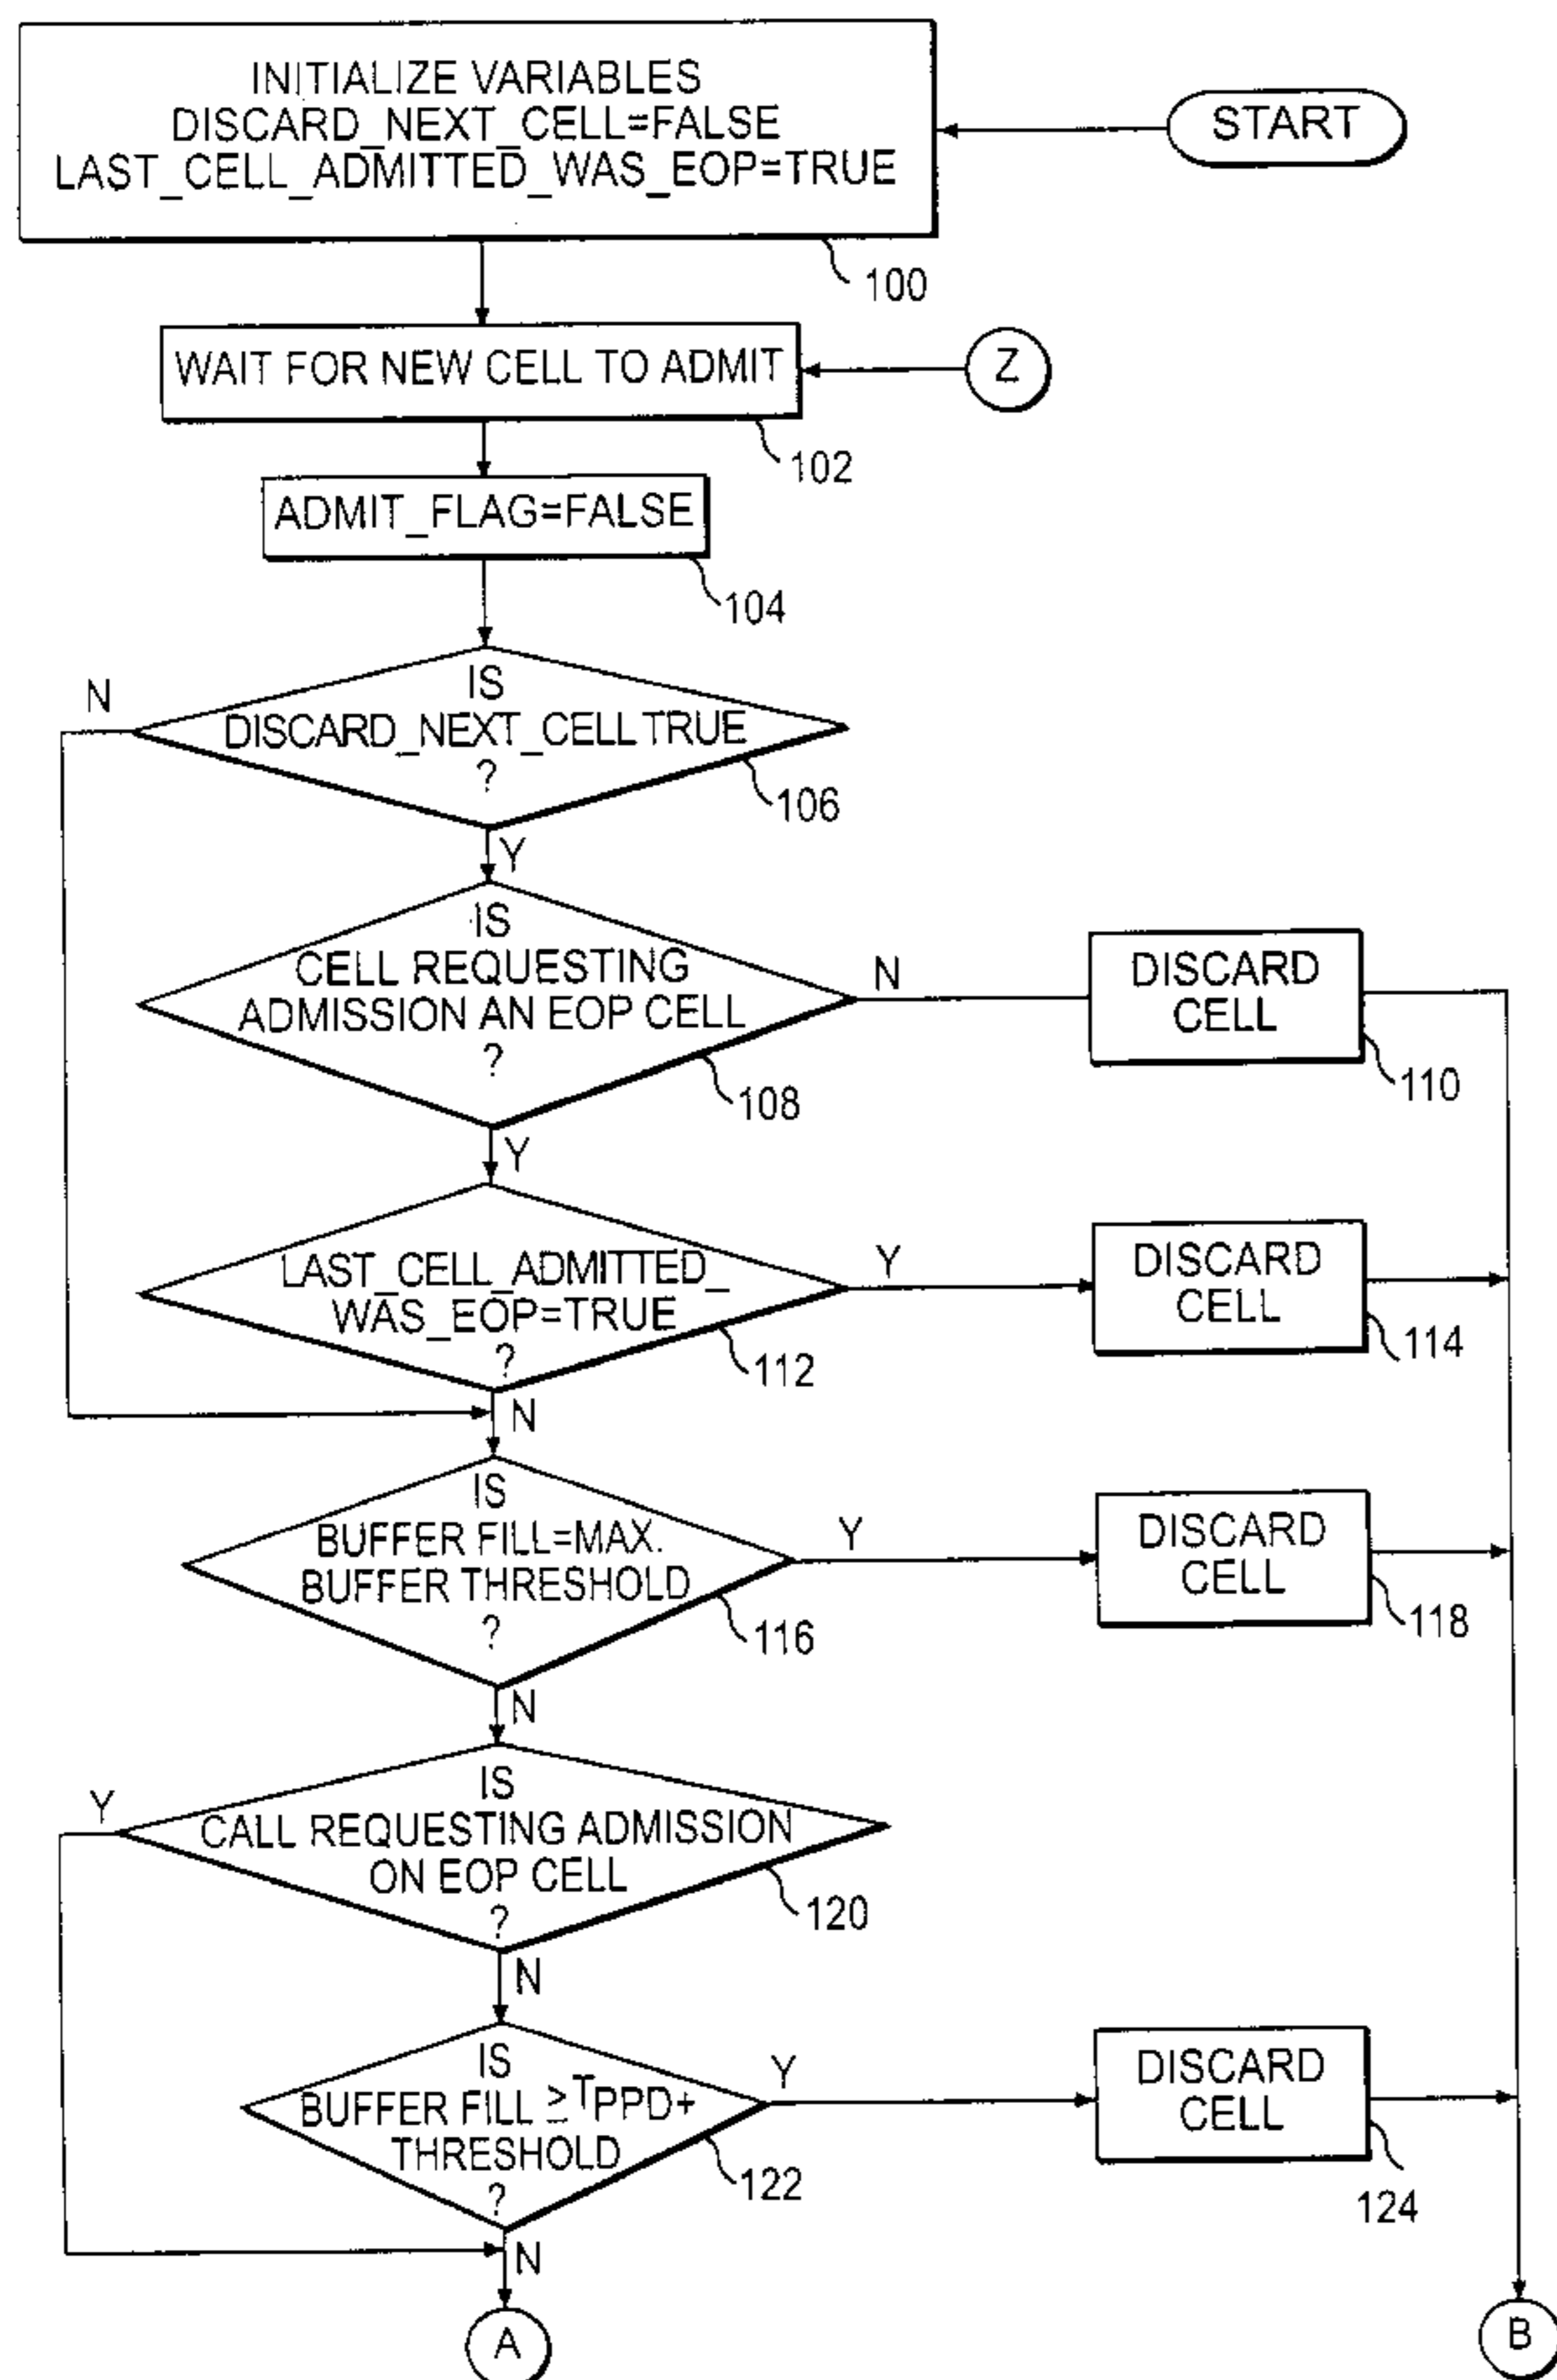 INITIALIZE VARIABLES
DISCARD_NEXT_CELL=FALSE
LAST_CELL_ADMITTED_WAS_EOP=TRUE
START
100
WAIT FOR NEW CELL TO ADMIT
Z
102
ADMIT_FLAG=FALSE
104
N
IS
DISCARD_NEXT_CELL TRUE
?
106
Y
IS
CELL REQUESTING
ADMISSION AN EOP CELL
?
108
N
DISCARD
CELL
110
Y
LAST_CELL_ADMITTED_
WAS_EOP=TRUE
?
112
Y
DISCARD
CELL
114
N
IS
BUFFER FILL=MAX.
BUFFER THRESHOLD
?
116
Y
DISCARD
CELL
118
N
Y
IS
CALL REQUESTING ADMISSION
ON EOP CELL
?
120
N
IS
BUFFER FILL ≥TPPD+
THRESHOLD
?
122
Y
DISCARD
CELL
124
N
A
B